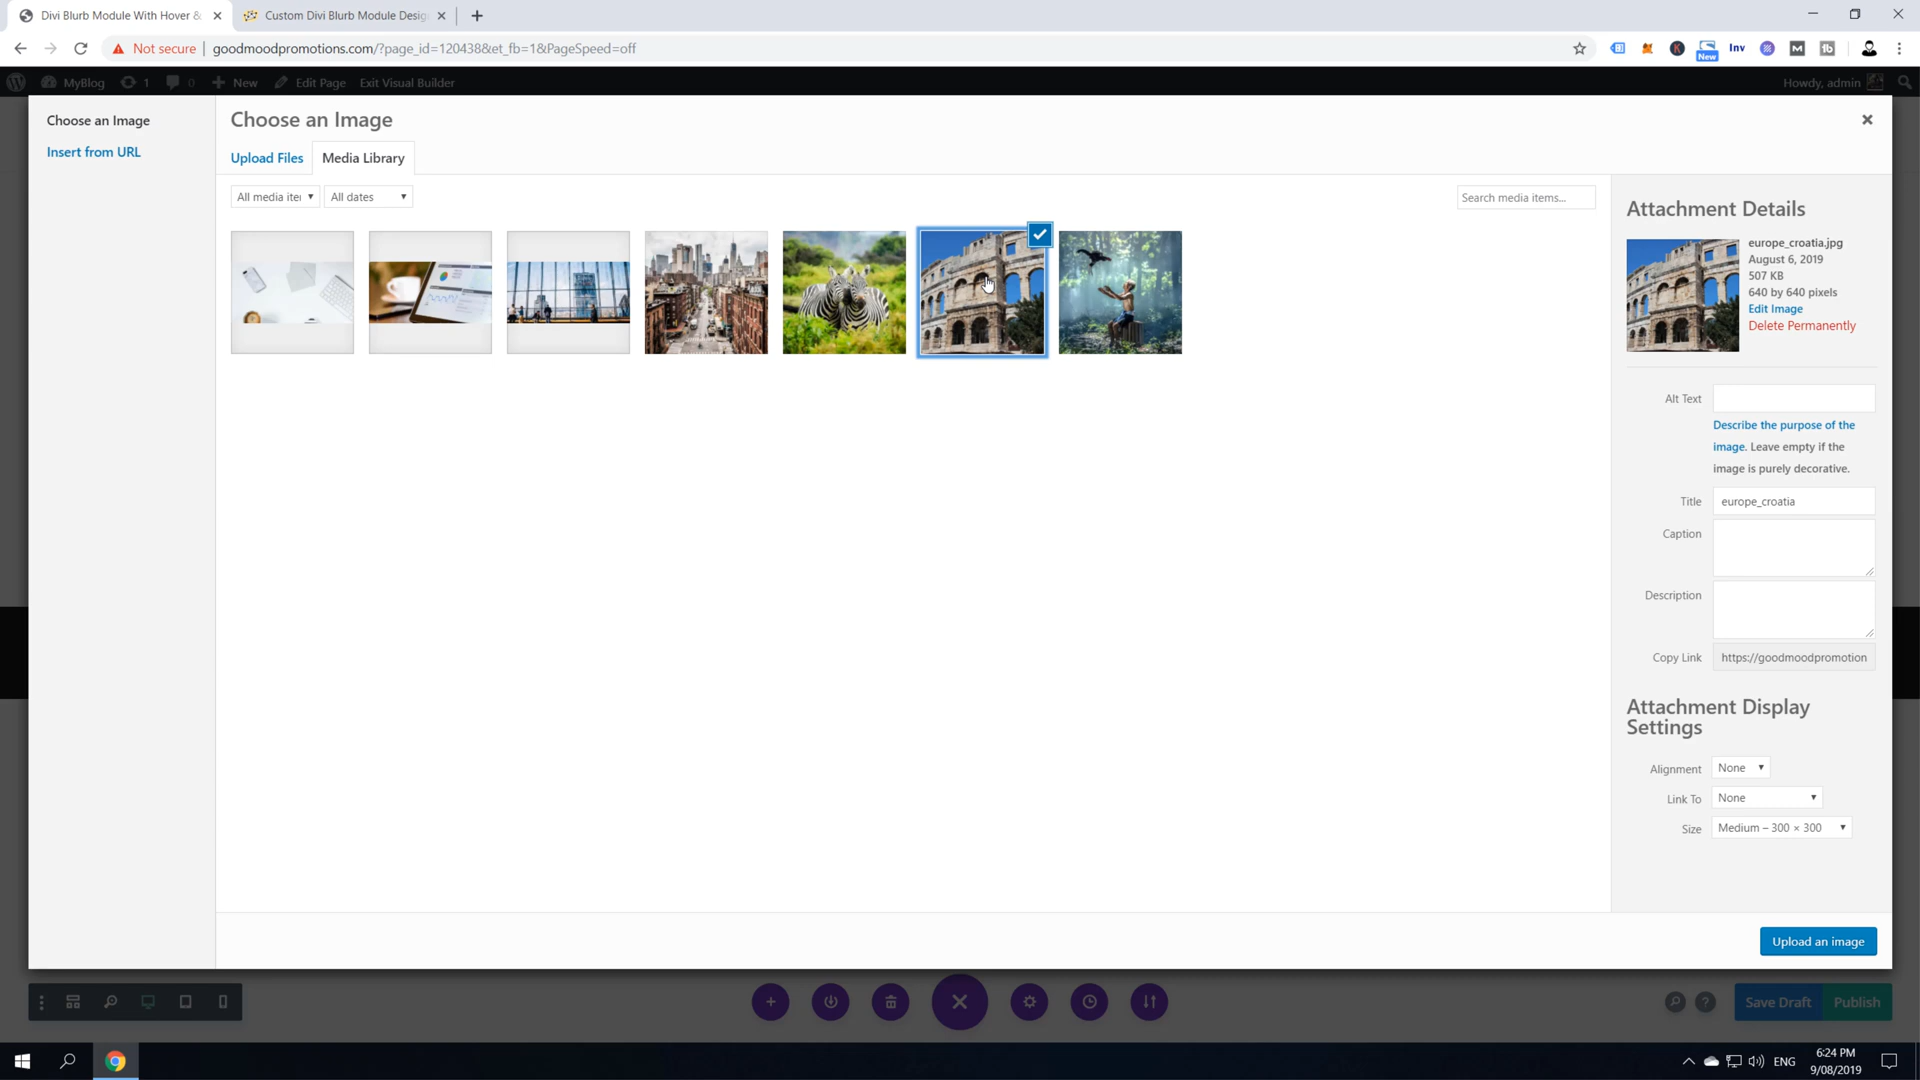 Divi Blurb Module With Hover &
Custom Divi Blurb Module Desig
Not secure
goodmoodpromotions.com/?page_id=120438&et_fb=1&PageSpeed=off
New
Inv
MyBlog
1
0
New
Edit Page
Exit Visual Builder
Howdy, admin
Choose an Image
Insert from URL
Choose an Image
Upload Files
Media Library
All media iter
All dates
Search media items...
Attachment Details
europe_croatia.jpg
August 6, 2019
507 KB
640 by 640 pixels
Edit Image
Delete Permanently
Alt Text
Describe the purpose of the
image. Leave empty if the
image is purely decorative.
Title
europe_croatia
Caption
Description
Copy Link
https://goodmoodpromotion
Attachment Display
Settings
Alignment
None
Link To
None
Size
Medium – 300 × 300
Upload an image
Save Draft
Publish
ENG
6:24 PM
9/08/2019